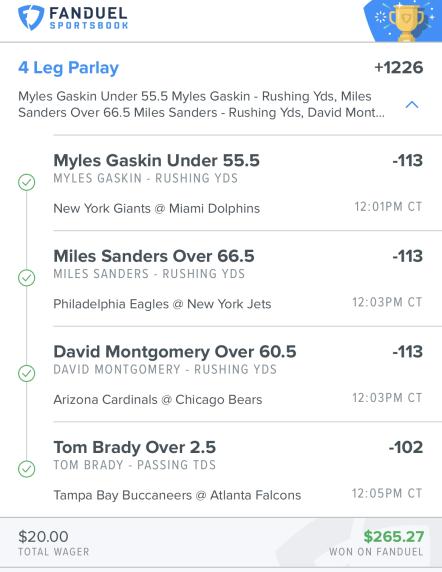 FANDUEL
SPORTSBOOK
4 Leg Parlay +1226
Myles Gaskin Under 55.5 Myles Gaskin - Rushing Yds, Miles
Sanders Over 66.5 Miles Sanders - Rushing Yds, David Mont...
Myles Gaskin Under 55.5 -113
MYLES GASKIN - RUSHING YDS
New York Giants @ Miami Dolphins 12:01PM CT
Miles Sanders Over 66.5 -113
MILES SANDERS - RUSHING YDS
Philadelphia Eagles @ New York Jets 12:03PM CT
David Montgomery Over 60.5 -113
DAVID MONTGOMERY - RUSHING YDS
Arizona Cardinals @ Chicago Bears 12:03PM CT
Tom Brady Over 2.5 -102
TOM BRADY - PASSING TDS
Tampa Bay Buccaneers @ Atlanta Falcons 12:05PM CT
$20.00 $265.27
TOTAL WAGER WON ON FANDUEL